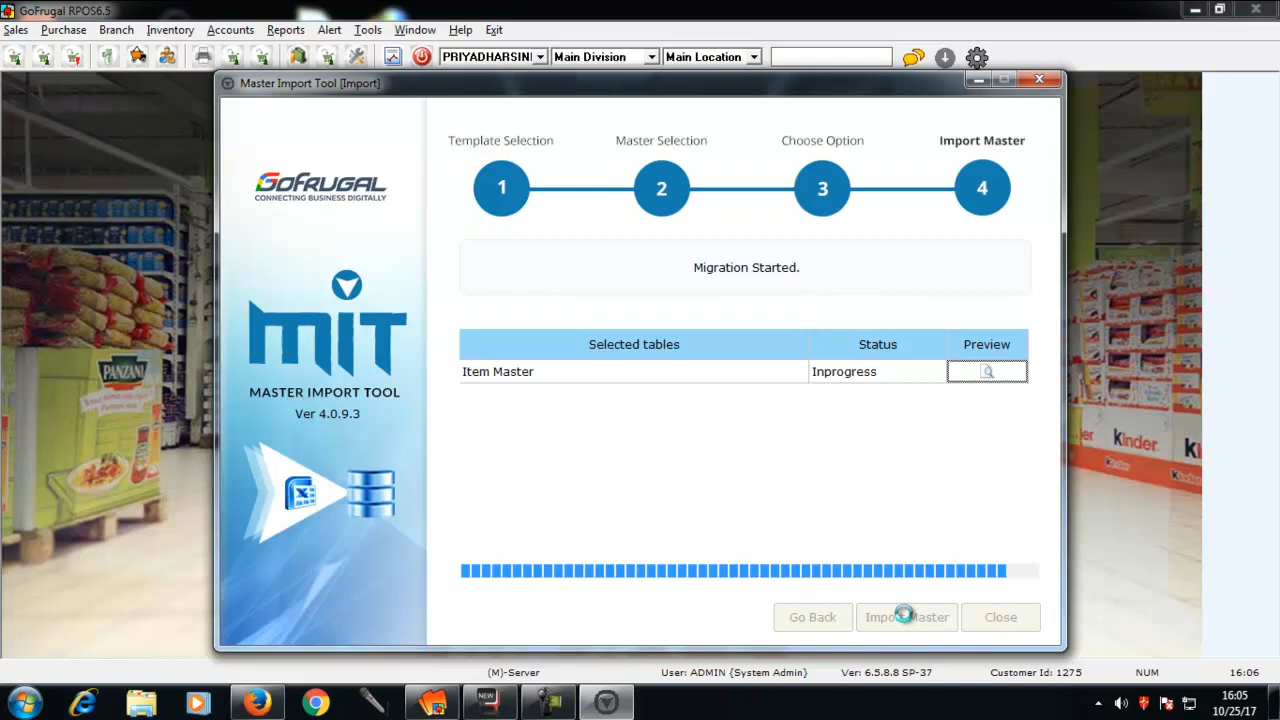 GoFrugal RPOS6.5
Sales Purchase Branch Inventory Accounts Reports Alert Tools Window Help Exit
PRIYADHARSINI Main Division Main Location
Master Import Tool [Import]
Template Selection Master Selection Choose Option Import Master
1 2 3 4
GOFRUGAL
CONNECTING BUSINESS DIGITALLY
Migration Started.
MIT
MASTER IMPORT TOOL
Ver 4.0.9.3
Selected tables Status Preview
Item Master Inprogress
PANZANI
kinder
kinder
Go Back Import Master Close
(M)-Server User: ADMIN {System Admin} Ver: 6.5.8.8 SP-37 Customer Id: 1275 NUM 16:06
NEW
16:05
10/25/17